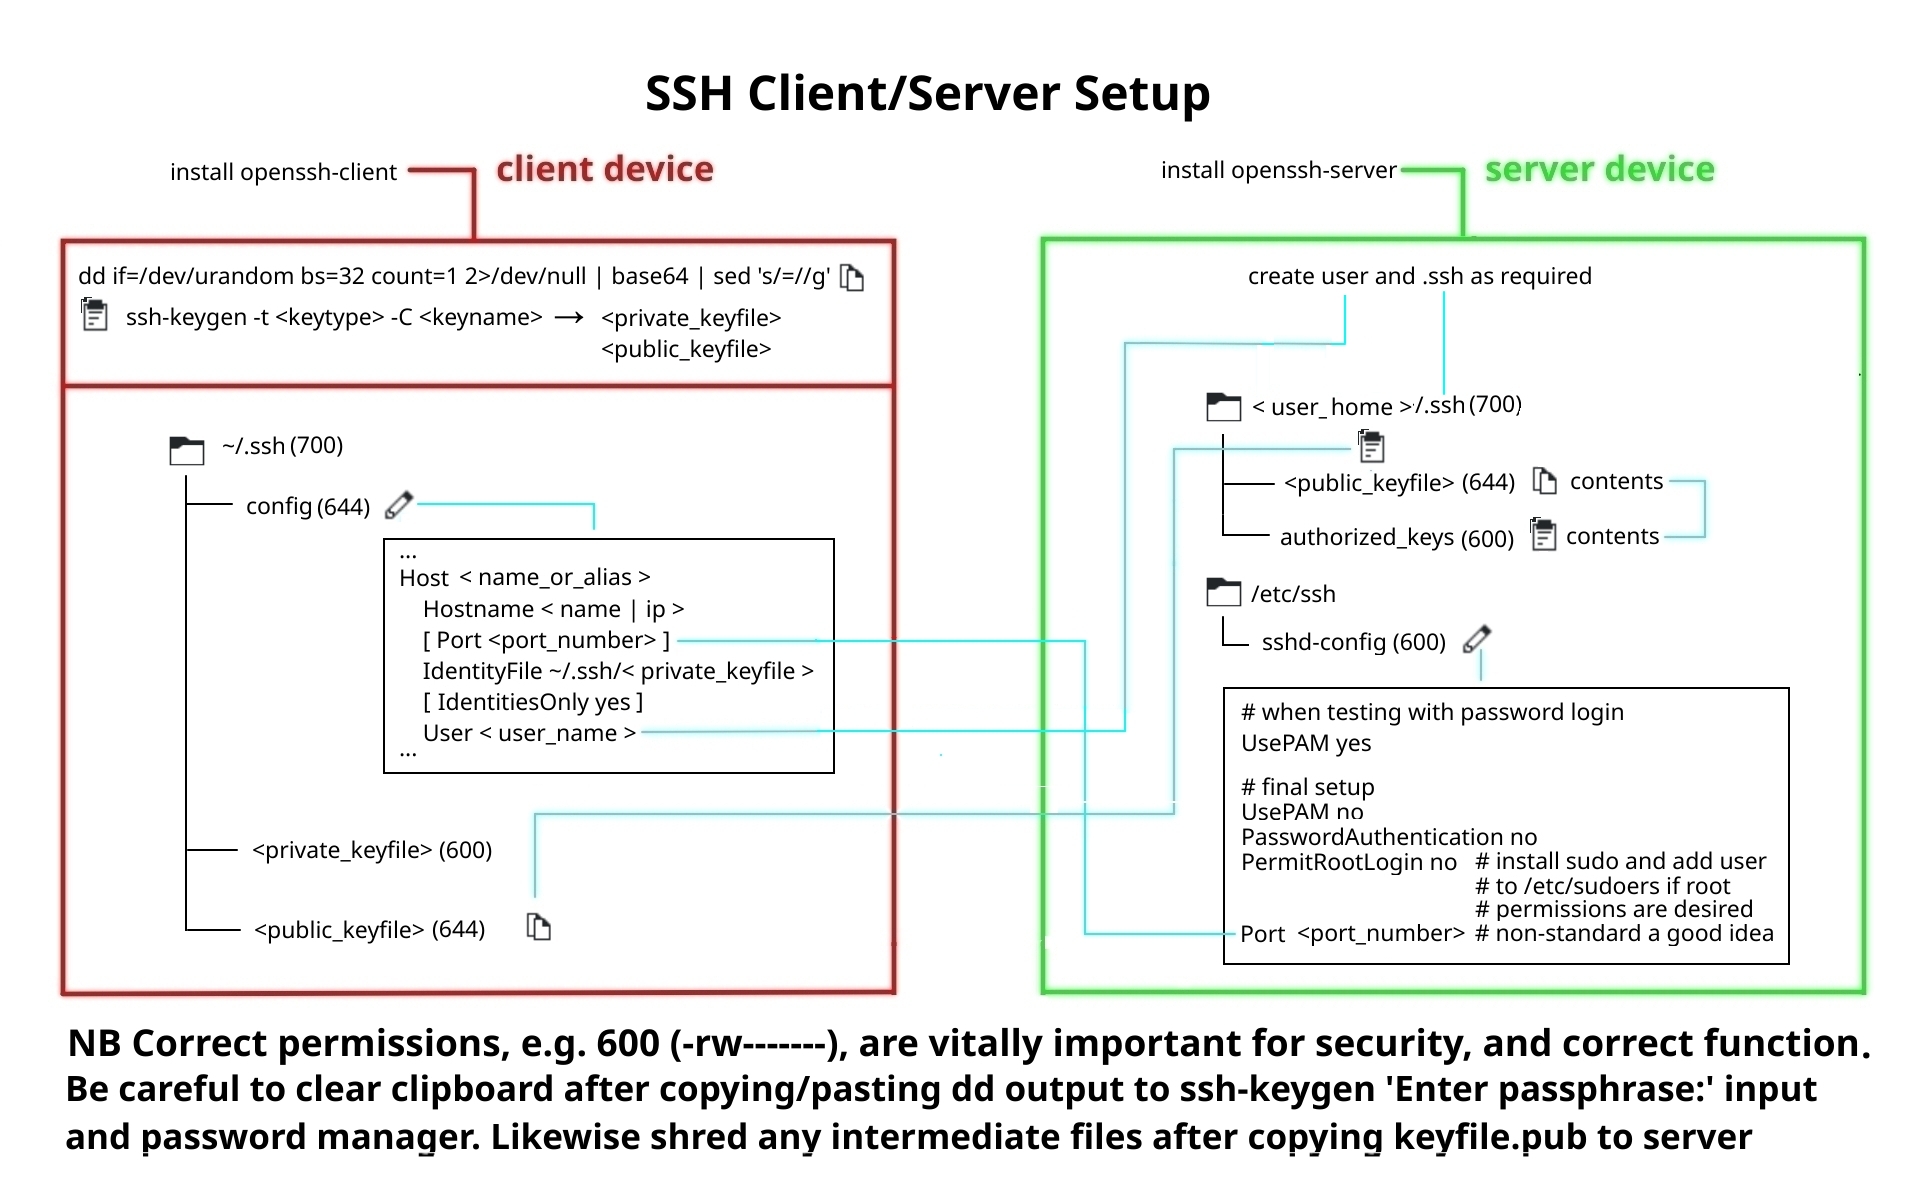 SSH Client/Server Setup
install openssh-client
client device
dd if=/dev/urandom bs=32 count=1 2>/dev/null | base64 | sed 's/=//g'
ssh-keygen -t <keytype> -C <keyname> → <private_keyfile>
<public_keyfile>
~/.ssh (700)
config (644)
...
Host < name_or_alias >
Hostname < name | ip >
[ Port <port_number> ]
IdentityFile ~/.ssh/< private_keyfile >
[ IdentitiesOnly yes ]
User < user_name >
...
<private_keyfile> (600)
<public_keyfile> (644)
install openssh-server
server device
create user and .ssh as required
< user_home >/.ssh (700)
<public_keyfile> (644) contents
authorized_keys (600) contents
/etc/ssh
sshd-config (600)
# when testing with password login
UsePAM yes
# final setup
UsePAM no
PasswordAuthentication no
PermitRootLogin no # install sudo and add user
# to /etc/sudoers if root
# permissions are desired
Port <port_number> # non-standard a good idea
NB Correct permissions, e.g. 600 (-rw-------), are vitally important for security, and correct function.
Be careful to clear clipboard after copying/pasting dd output to ssh-keygen 'Enter passphrase:' input
and password manager. Likewise shred any intermediate files after copying keyfile.pub to server